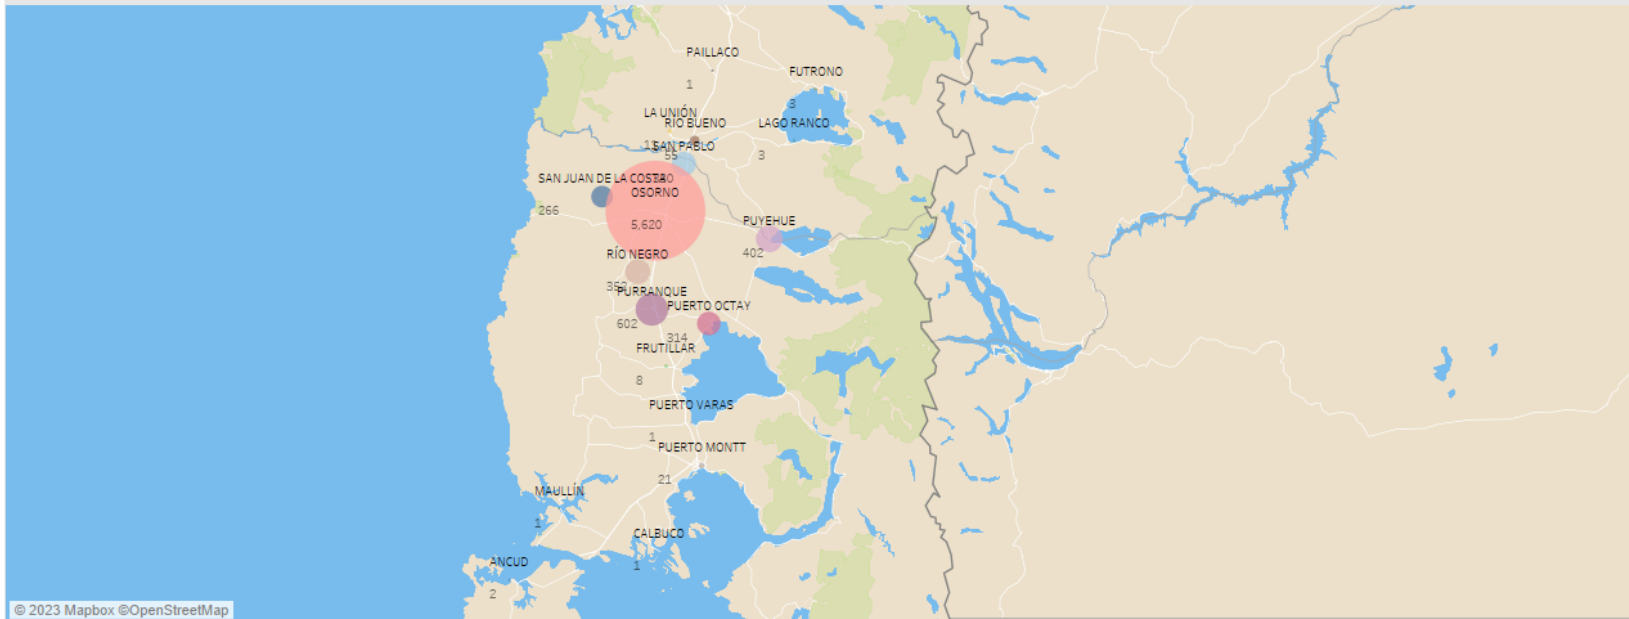 PAILLACO
1
FUTRONO
3
LA UNIÓN
RÍO BUENO
55
LAGO RANCO
3
SAN PABLO
SAN JUAN DE LA COSTA
266
OSORNO
5,620
PUYEHUE
402
RÍO NEGRO
PURRANQUE
602
PUERTO OCTAY
314
FRUTILLAR
8
PUERTO VARAS
1
PUERTO MONTT
21
MAULLÍN
1
CALBUCO
1
ANCUD
2
© 2023 Mapbox ©OpenStreetMap